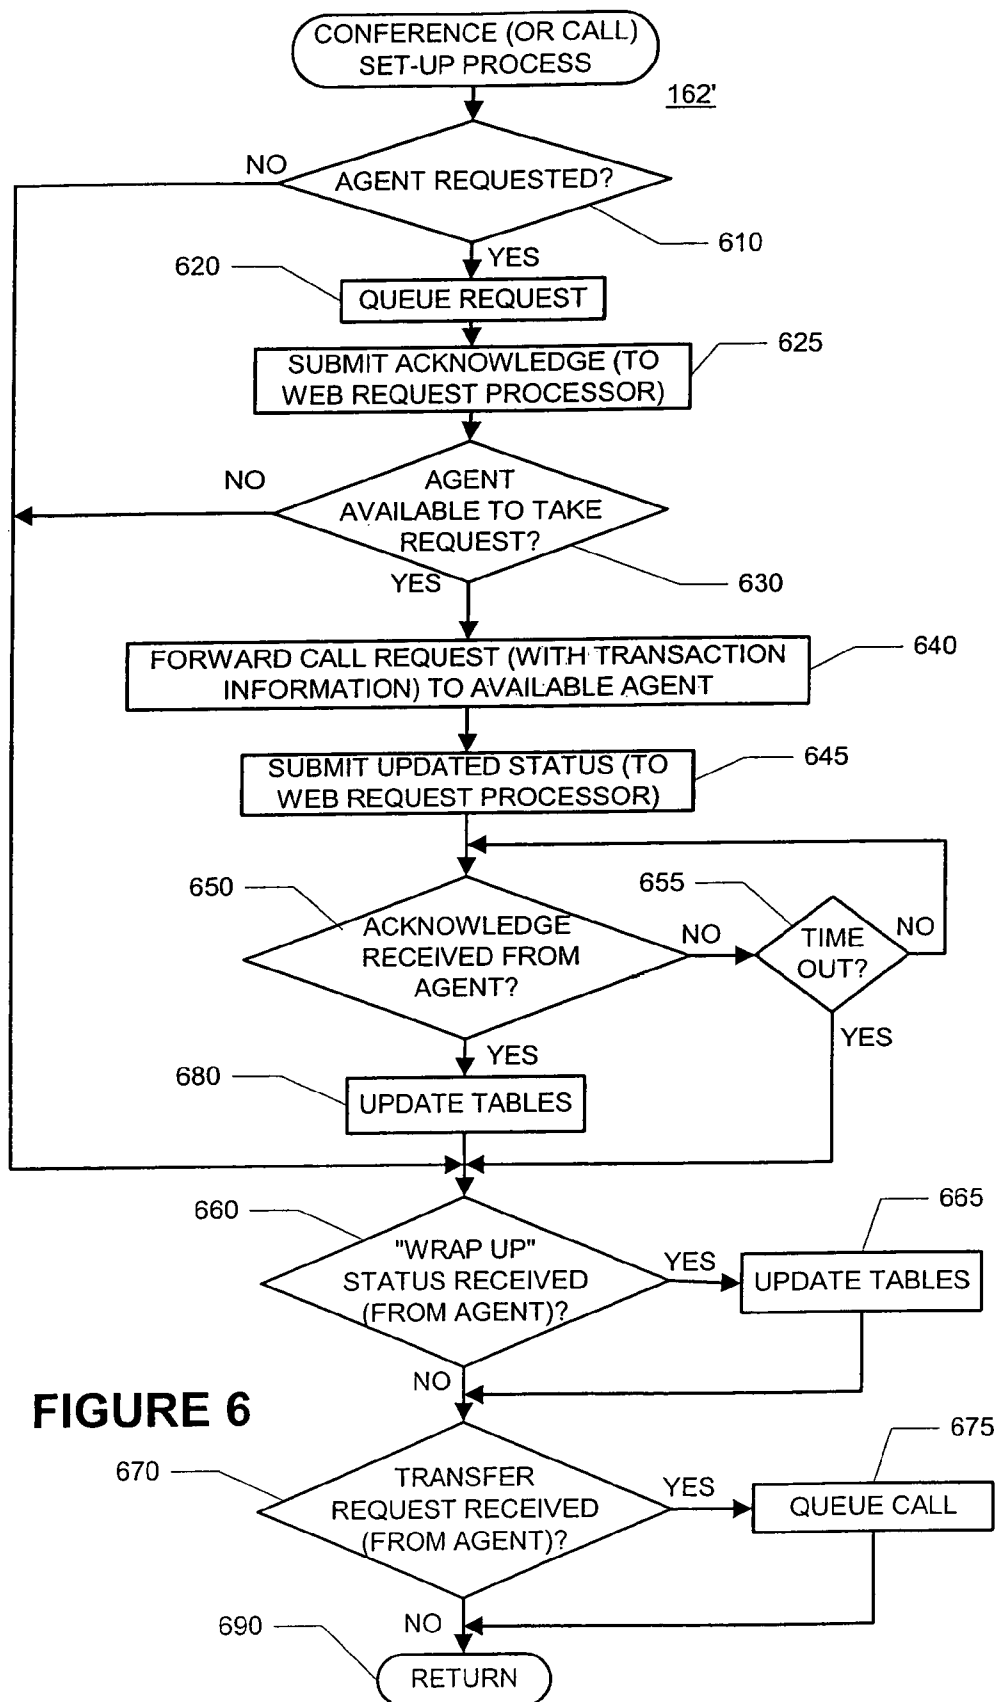 CONFERENCE (OR CALL)
SET-UP PROCESS
162'
NO
AGENT REQUESTED?
610
YES
620
QUEUE REQUEST
625
SUBMIT ACKNOWLEDGE (TO
WEB REQUEST PROCESSOR)
NO
AGENT
AVAILABLE TO TAKE
REQUEST?
630
YES
640
FORWARD CALL REQUEST (WITH TRANSACTION
INFORMATION) TO AVAILABLE AGENT
645
SUBMIT UPDATED STATUS (TO
WEB REQUEST PROCESSOR)
650
ACKNOWLEDGE
RECEIVED FROM
AGENT?
NO
655
TIME
OUT?
NO
YES
YES
680
UPDATE TABLES
660
"WRAP UP"
STATUS RECEIVED
(FROM AGENT)?
YES
665
UPDATE TABLES
NO
FIGURE 6
670
TRANSFER
REQUEST RECEIVED
(FROM AGENT)?
YES
675
QUEUE CALL
NO
690
RETURN